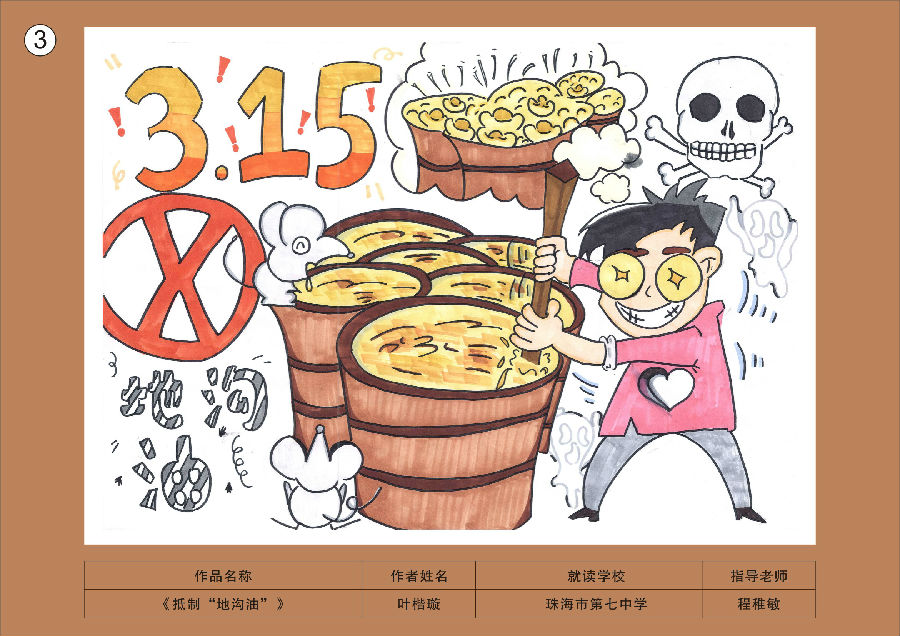 3
3.15
地沟
油
作品名称 作者姓名 就读学校 指导老师
《抵制“地沟油”》 叶楷璇 珠海市第七中学 程稚敏